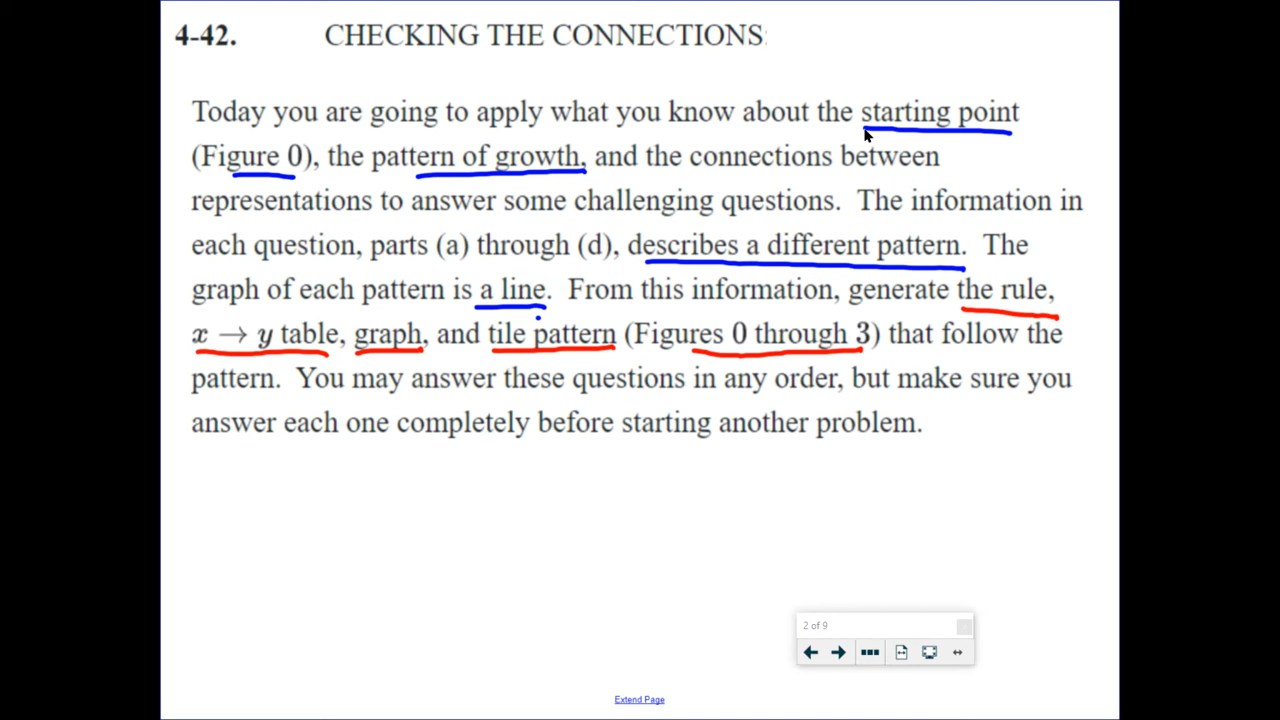 4-42. CHECKING THE CONNECTIONS:
Today you are going to apply what you know about the starting point
(Figure 0), the pattern of growth, and the connections between
representations to answer some challenging questions. The information in
each question, parts (a) through (d), describes a different pattern. The
graph of each pattern is a line. From this information, generate the rule,
x → y table, graph, and tile pattern (Figures 0 through 3) that follow the
pattern. You may answer these questions in any order, but make sure you
answer each one completely before starting another problem.
2 of 9
Extend Page